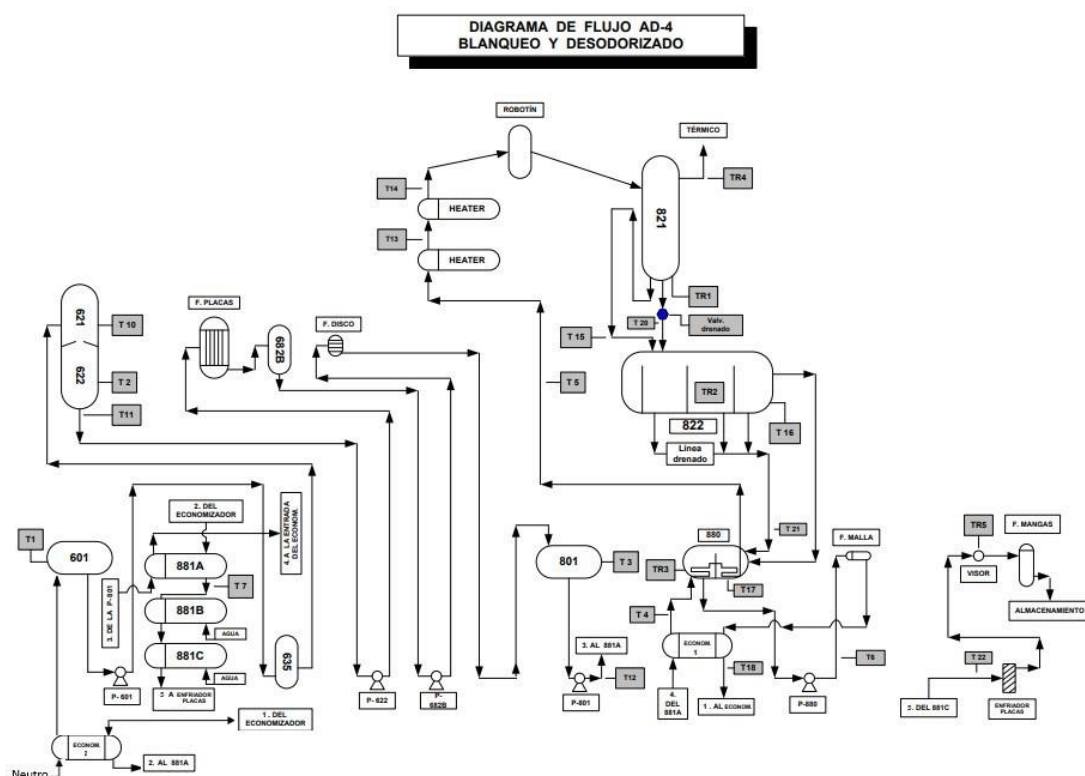 DIAGRAMA DE FLUJO AD-4
BLANQUEO Y DESODORIZADO
ROBOTÍN
TÉRMICO
T14
HEATER
821
TR4
T13
HEATER
TR1
621
F. PLACAS
682B
F. DISCO
T 10
T 20
Valv.
drenado
T 15
622
T 2
T 5
TR2
T11
822
T 16
Linea
drenado
2. DEL
ECONOMIZADOR
4. A LA ENTRADA
DEL ECONOM.
T1
601
881A
T 7
3. DE LA P-801
881B
AGUA
881C
AGUA
635
P- 601
5 A ENFRIADOR
PLACAS
P- 622
P-
682B
801
T 3
3. AL 881A
P-801
T12
880
T 21
F. MALLA
TR3
T17
T 4
ECONOM.
1
T18
T6
4.
DEL
881A
1 . AL ECONOM.
P-880
TR5
F. MANGAS
VISOR
ALMACENAMIENTO
T 22
5. DEL 881C
ENFRIADOR
PLACAS
1. DEL
ECONOMIZADOR
ECONOM.
2
2. AL 881A
Neutro